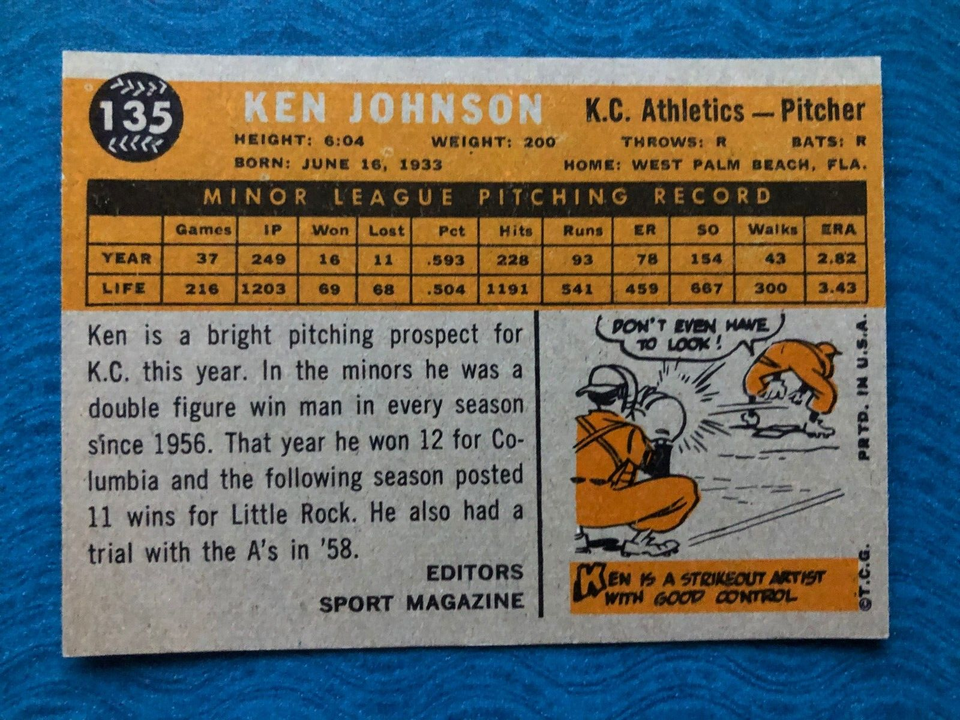 135
KEN JOHNSON K.C. Athletics — Pitcher
HEIGHT: 6:04 WEIGHT: 200 THROWS: R BATS: R
BORN: JUNE 16, 1933 HOME: WEST PALM BEACH, FLA.
MINOR LEAGUE PITCHING RECORD
Games IP Won Lost Pct Hits Runs ER SO Walks ERA
YEAR 37 249 16 11 .593 228 93 78 154 43 2.82
LIFE 216 1203 69 68 .504 1191 541 459 667 300 3.43
Ken is a bright pitching prospect for
K.C. this year. In the minors he was a
double figure win man in every season
since 1956. That year he won 12 for Co-
lumbia and the following season posted
11 wins for Little Rock. He also had a
trial with the A's in '58.
EDITORS
SPORT MAGAZINE
DON'T EVEN HAVE
TO LOOK!
KEN IS A STRIKEOUT ARTIST
WITH GOOD CONTROL
©T.C.G. PRTD. IN U.S.A.